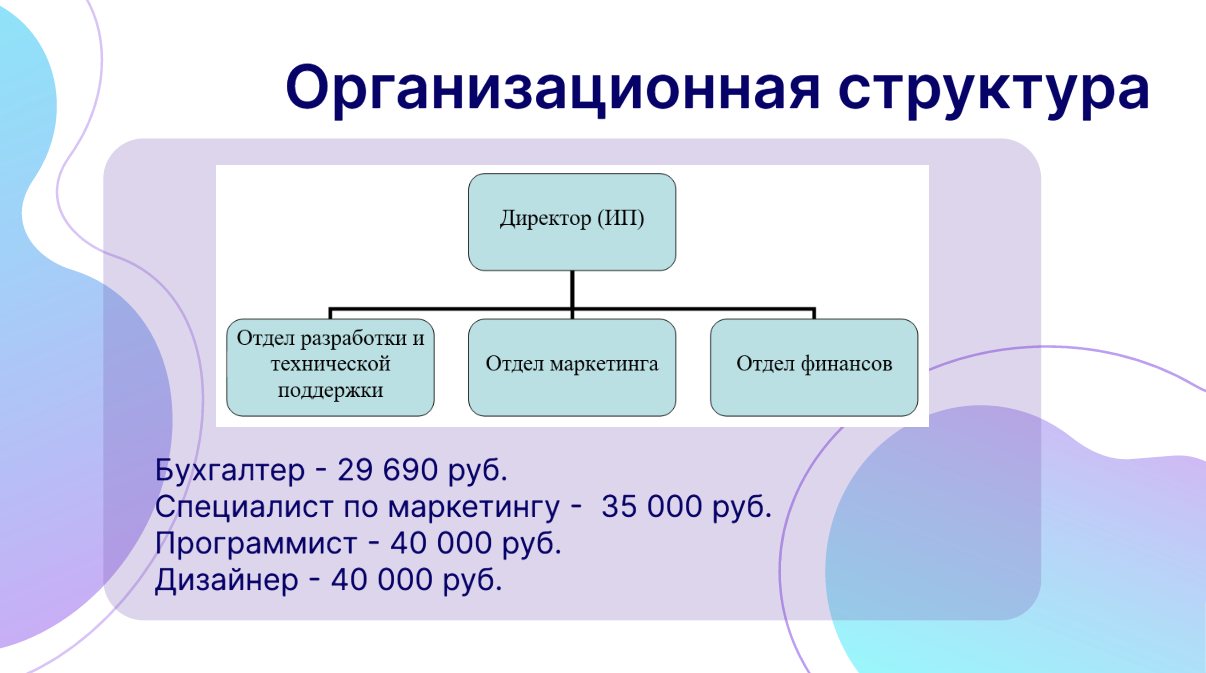 Организационная структура
Директор (ИП)
Отдел разработки и
технической
поддержки
Отдел маркетинга
Отдел финансов
Бухгалтер - 29 690 руб.
Специалист по маркетингу -  35 000 руб.
Программист - 40 000 руб.
Дизайнер - 40 000 руб.